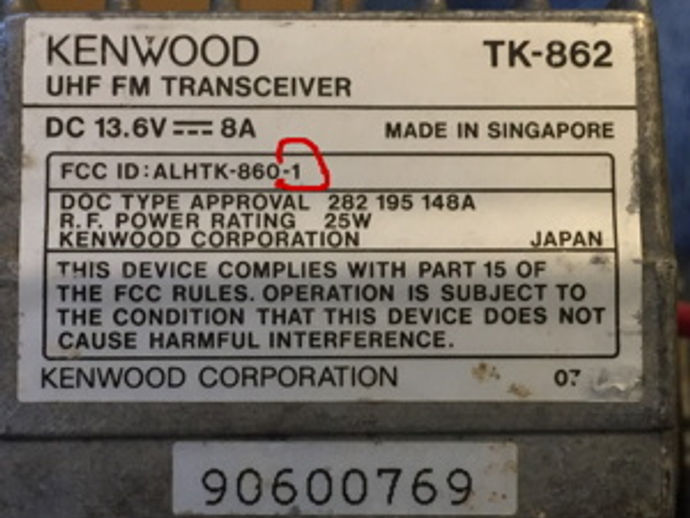 KENWOOD TK-862
UHF FM TRANSCEIVER
DC 13.6V ⎓ 8A MADE IN SINGAPORE
FCC ID:ALHTK-860-1
DOC TYPE APPROVAL 282 195 148A
R.F. POWER RATING 25W
KENWOOD CORPORATION JAPAN
THIS DEVICE COMPLIES WITH PART 15 OF
THE FCC RULES. OPERATION IS SUBJECT TO
THE CONDITION THAT THIS DEVICE DOES NOT
CAUSE HARMFUL INTERFERENCE.
KENWOOD CORPORATION
90600769